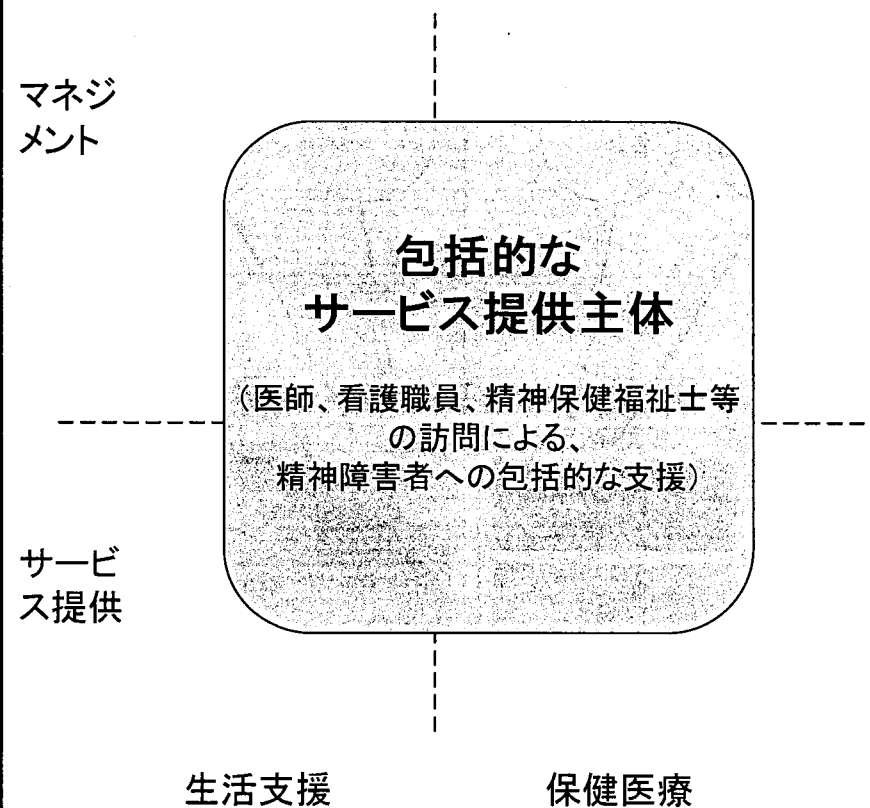 マネジ
メント
包括的な
サービス提供主体
（医師、看護職員、精神保健福祉士等
の訪問による、
精神障害者への包括的な支援）
サービ
ス提供
生活支援
保健医療